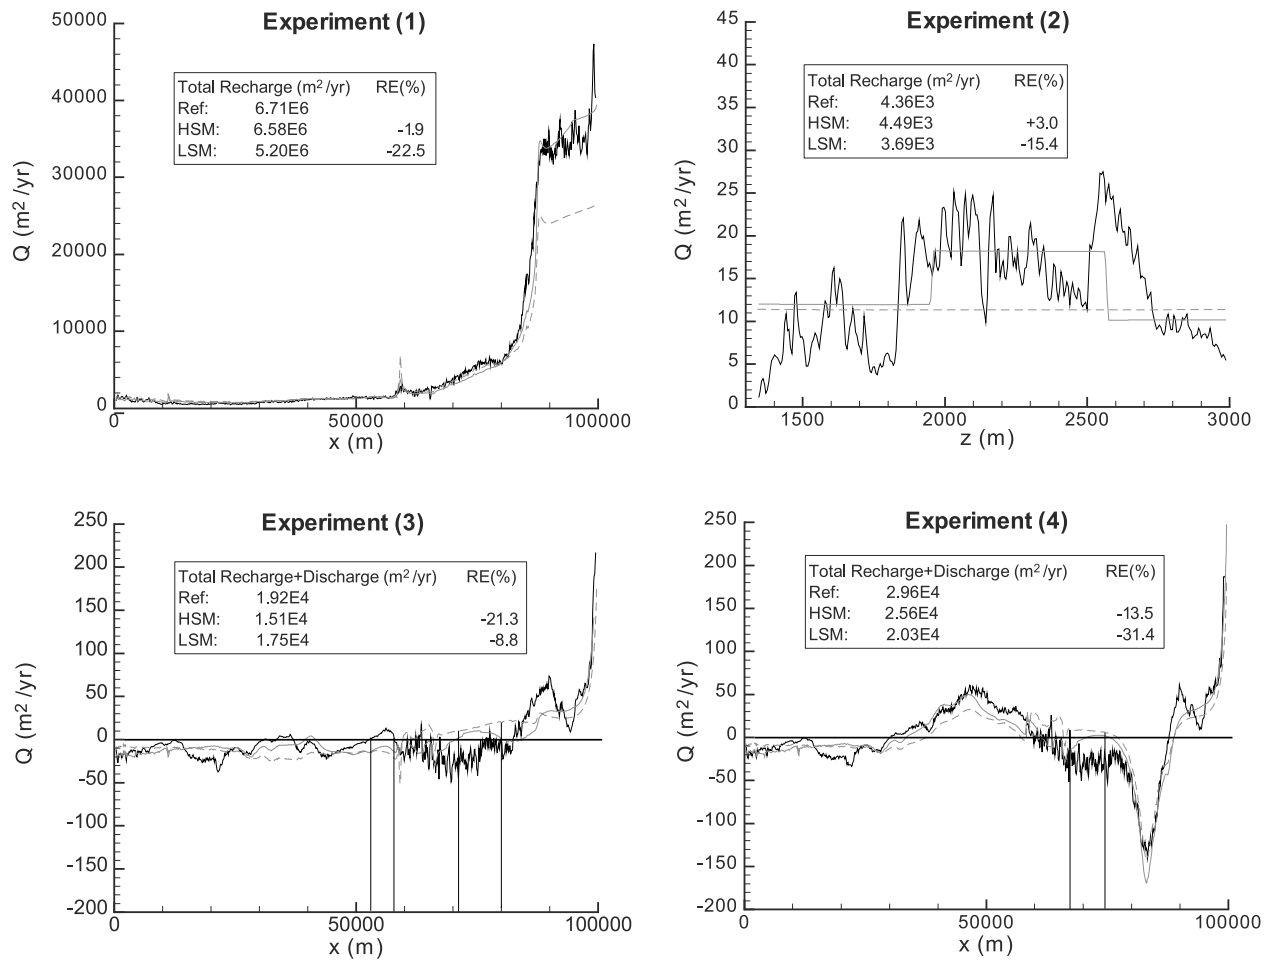 Experiment (1)
50000
40000
30000
20000
10000
0
Q (m²/yr)
Total Recharge (m²/yr) RE(%)
Ref: 6.71E6
HSM: 6.58E6 -1.9
LSM: 5.20E6 -22.5
0 50000 100000
x (m)
Experiment (2)
45
40
35
30
25
20
15
10
5
0
Q (m²/yr)
Total Recharge (m²/yr) RE(%)
Ref: 4.36E3
HSM: 4.49E3 +3.0
LSM: 3.69E3 -15.4
1500 2000 2500 3000
z (m)
Experiment (3)
250
200
150
100
50
0
-50
-100
-150
-200
Q (m²/yr)
Total Recharge+Discharge (m²/yr) RE(%)
Ref: 1.92E4
HSM: 1.51E4 -21.3
LSM: 1.75E4 -8.8
0 50000 100000
x (m)
Experiment (4)
250
200
150
100
50
0
-50
-100
-150
-200
Q (m²/yr)
Total Recharge+Discharge (m²/yr) RE(%)
Ref: 2.96E4
HSM: 2.56E4 -13.5
LSM: 2.03E4 -31.4
0 50000 100000
x (m)